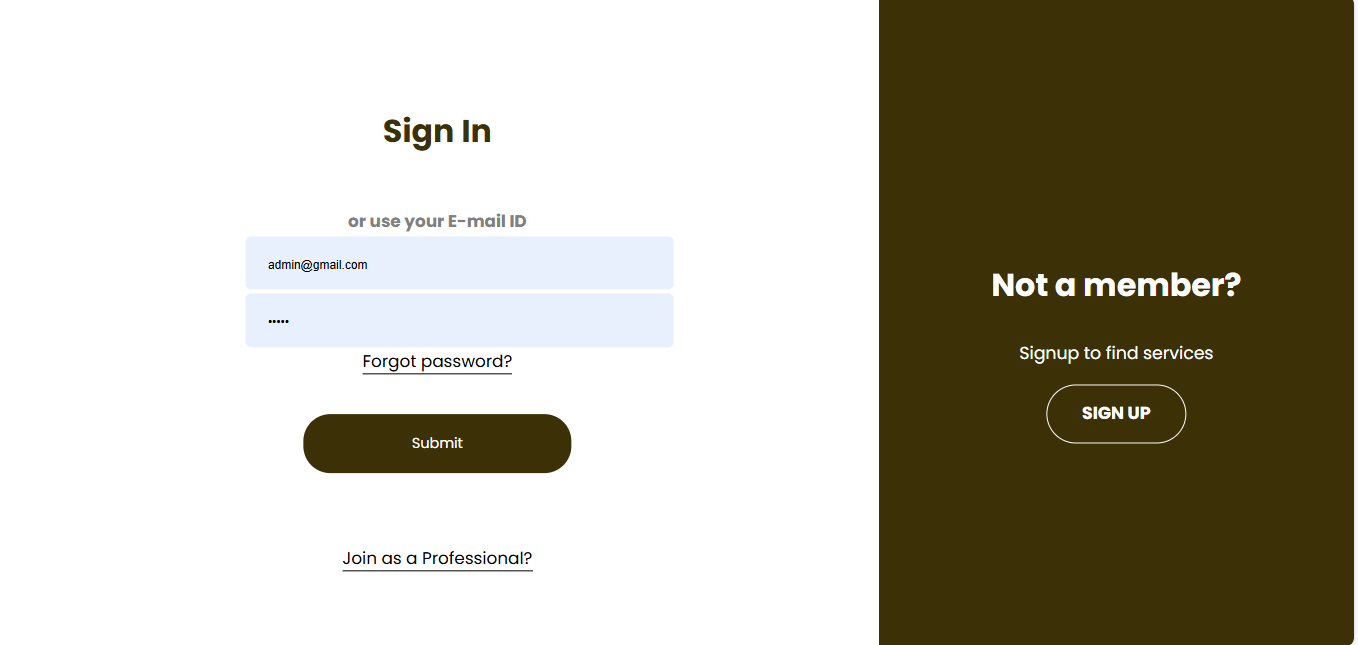 Sign In
or use your E-mail ID
admin@gmail.com
•••••
Forgot password?
Submit
Join as a Professional?
Not a member?
Signup to find services
SIGN UP